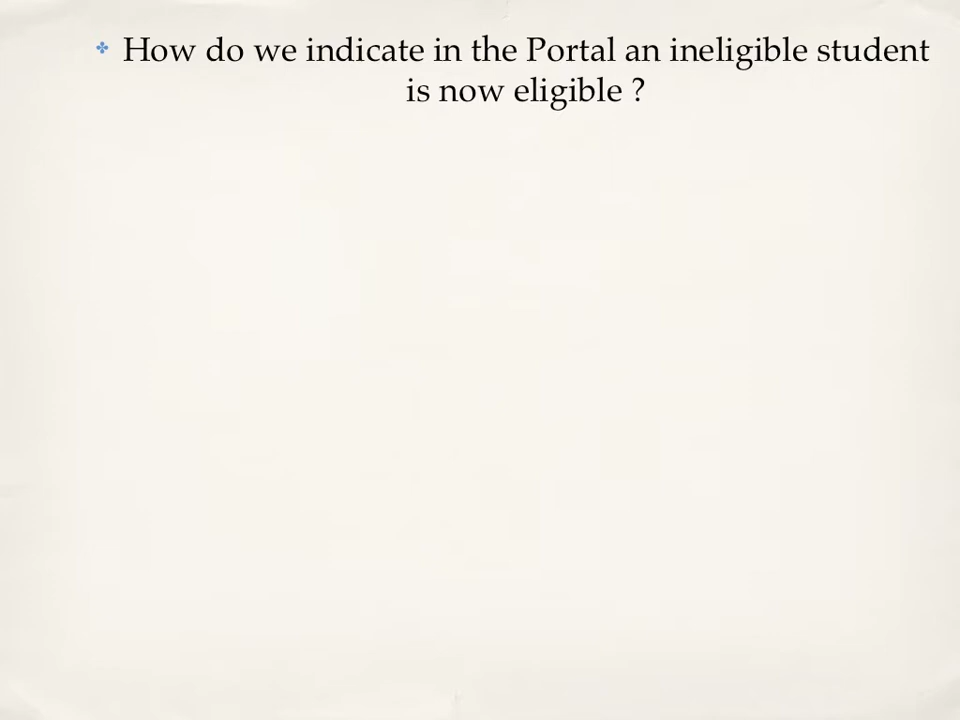 How do we indicate in the Portal an ineligible student
is now eligible ?